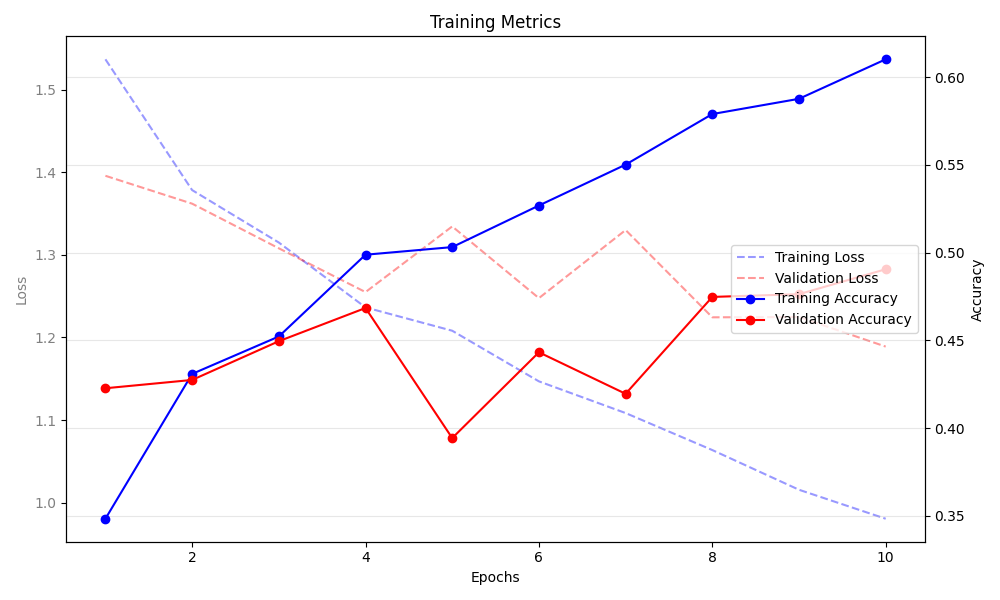 Training Metrics
1.5
1.4
1.3
1.2
1.1
1.0
Loss
0.60
0.55
0.50
0.45
0.40
0.35
Accuracy
Training Loss
Validation Loss
Training Accuracy
Validation Accuracy
2
4
6
8
10
Epochs